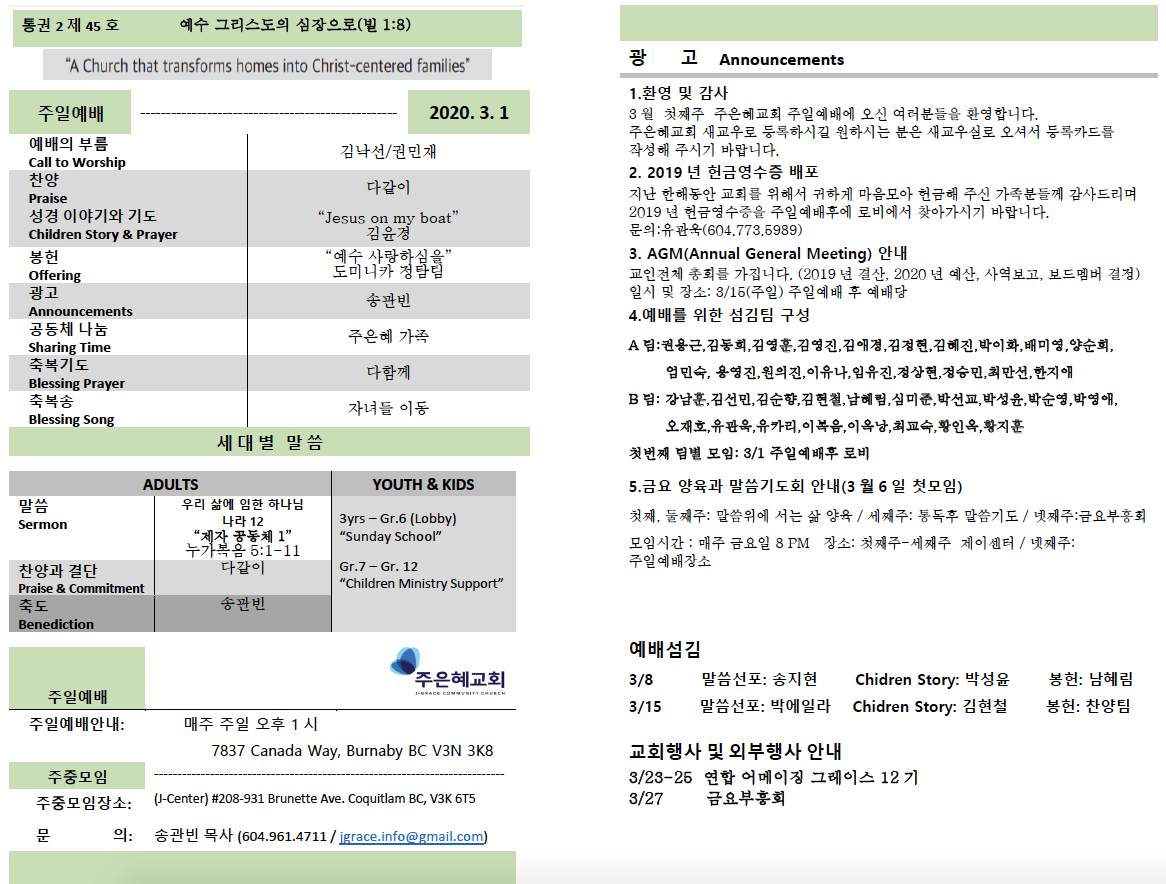 통권 2 제 45 호 예수 그리스도의 심장으로(빌 1:8)
“A Church that transforms homes into Christ-centered families”
주일예배 ------------------------------------------------ 2020. 3. 1
예배의 부름
Call to Worship
김낙선/권민재
찬양
Praise
다같이
성경 이야기와 기도
Children Story & Prayer
“Jesus on my boat”
김윤경
봉헌
Offering
“예수 사랑하심을”
도미니카 정탐팀
광고
Announcements
송관빈
공동체 나눔
Sharing Time
주은혜 가족
축복기도
Blessing Prayer
다함께
축복송
Blessing Song
자녀들 이동
세대별 말씀
ADULTS
YOUTH & KIDS
말씀
Sermon
우리 삶에 임한 하나님
나라 12
“제자 공동체 1”
누가복음 5:1-11
3yrs – Gr.6 (Lobby)
“Sunday School”
Gr.7 – Gr. 12
“Children Ministry Support”
찬양과 결단
Praise & Commitment
다같이
축도
Benediction
송관빈
주은혜교회
J-GRACE COMMUNITY CHURCH
주일예배
주일예배안내: 매주 주일 오후 1 시
7837 Canada Way, Burnaby BC V3N 3K8
주중모임 ------------------------------------------------
주중모임장소: (J-Center) #208-931 Brunette Ave. Coquitlam BC, V3K 6T5
문 의: 송관빈 목사 (604.961.4711 / jgrace.info@gmail.com)
광 고 Announcements
1.환영 및 감사
3 월 첫째주 주은혜교회 주일예배에 오신 여러분들을 환영합니다.
주은혜교회 새교우로 등록하시길 원하시는 분은 새교우실로 오셔서 등록카드를
작성해 주시기 바랍니다.
2. 2019 년 헌금영수증 배포
지난 한해동안 교회를 위해서 귀하게 마음모아 헌금해 주신 가족분들께 감사드리며
2019 년 헌금영수증을 주일예배후에 로비에서 찾아가시기 바랍니다.
문의:유관욱(604.773.5989)
3. AGM(Annual General Meeting) 안내
교인전체 총회를 가집니다. (2019 년 결산, 2020 년 예산, 사역보고, 보드멤버 결정)
일시 및 장소: 3/15(주일) 주일예배 후 예배당
4.예배를 위한 섬김팀 구성
A 팀:권용근,김동희,김영훈,김영진,김애경,김정현,김혜진,박이화,배미영,양순희,
엄민숙, 용영진,원의진,이유나,임유진,정상현,정승민,최만선,한지애
B 팀: 강남훈,김선민,김순향,김현철,남혜림,심미준,박선교,박성윤,박순영,박영애,
오재호,유관욱,유카리,이복음,이옥남,최교숙,황인옥,황지훈
첫번째 팀별 모임: 3/1 주일예배후 로비
5.금요 양육과 말씀기도회 안내(3 월 6 일 첫모임)
첫째, 둘째주: 말씀위에 서는 삶 양육 / 세째주: 통독후 말씀기도 / 넷째주:금요부흥회
모임시간 : 매주 금요일 8 PM 장소: 첫째주-세째주 제이센터 / 넷째주:
주일예배장소
예배섬김
3/8 말씀선포: 송지현 Chidren Story: 박성윤 봉헌: 남혜림
3/15 말씀선포: 박에일라 Chidren Story: 김현철 봉헌: 찬양팀
교회행사 및 외부행사 안내
3/23-25 연합 어메이징 그레이스 12 기
3/27 금요부흥회